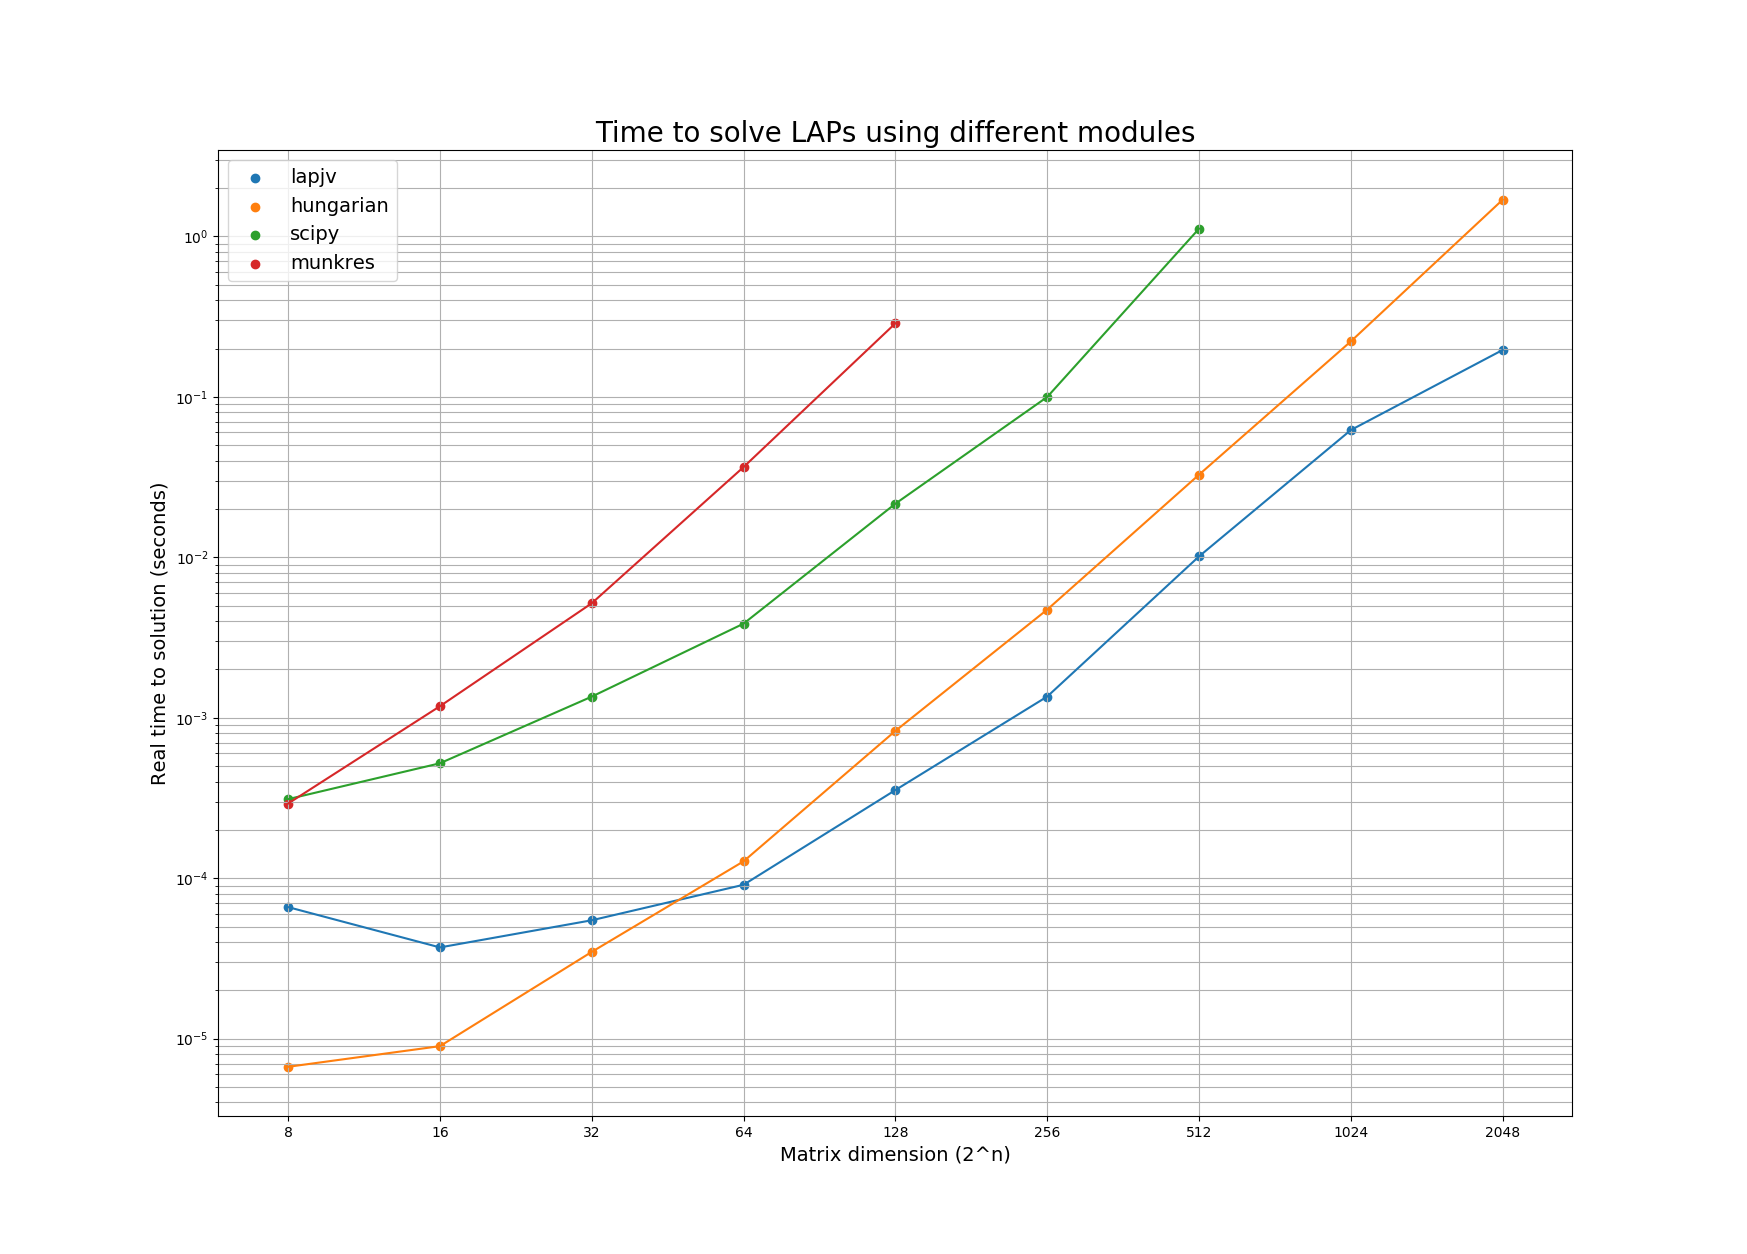 Time to solve LAPs using different modules
lapjv
hungarian
scipy
munkres
10⁰
10⁻¹
10⁻²
10⁻³
10⁻⁴
10⁻⁵
Real time to solution (seconds)
8 16 32 64 128 256 512 1024 2048
Matrix dimension (2^n)